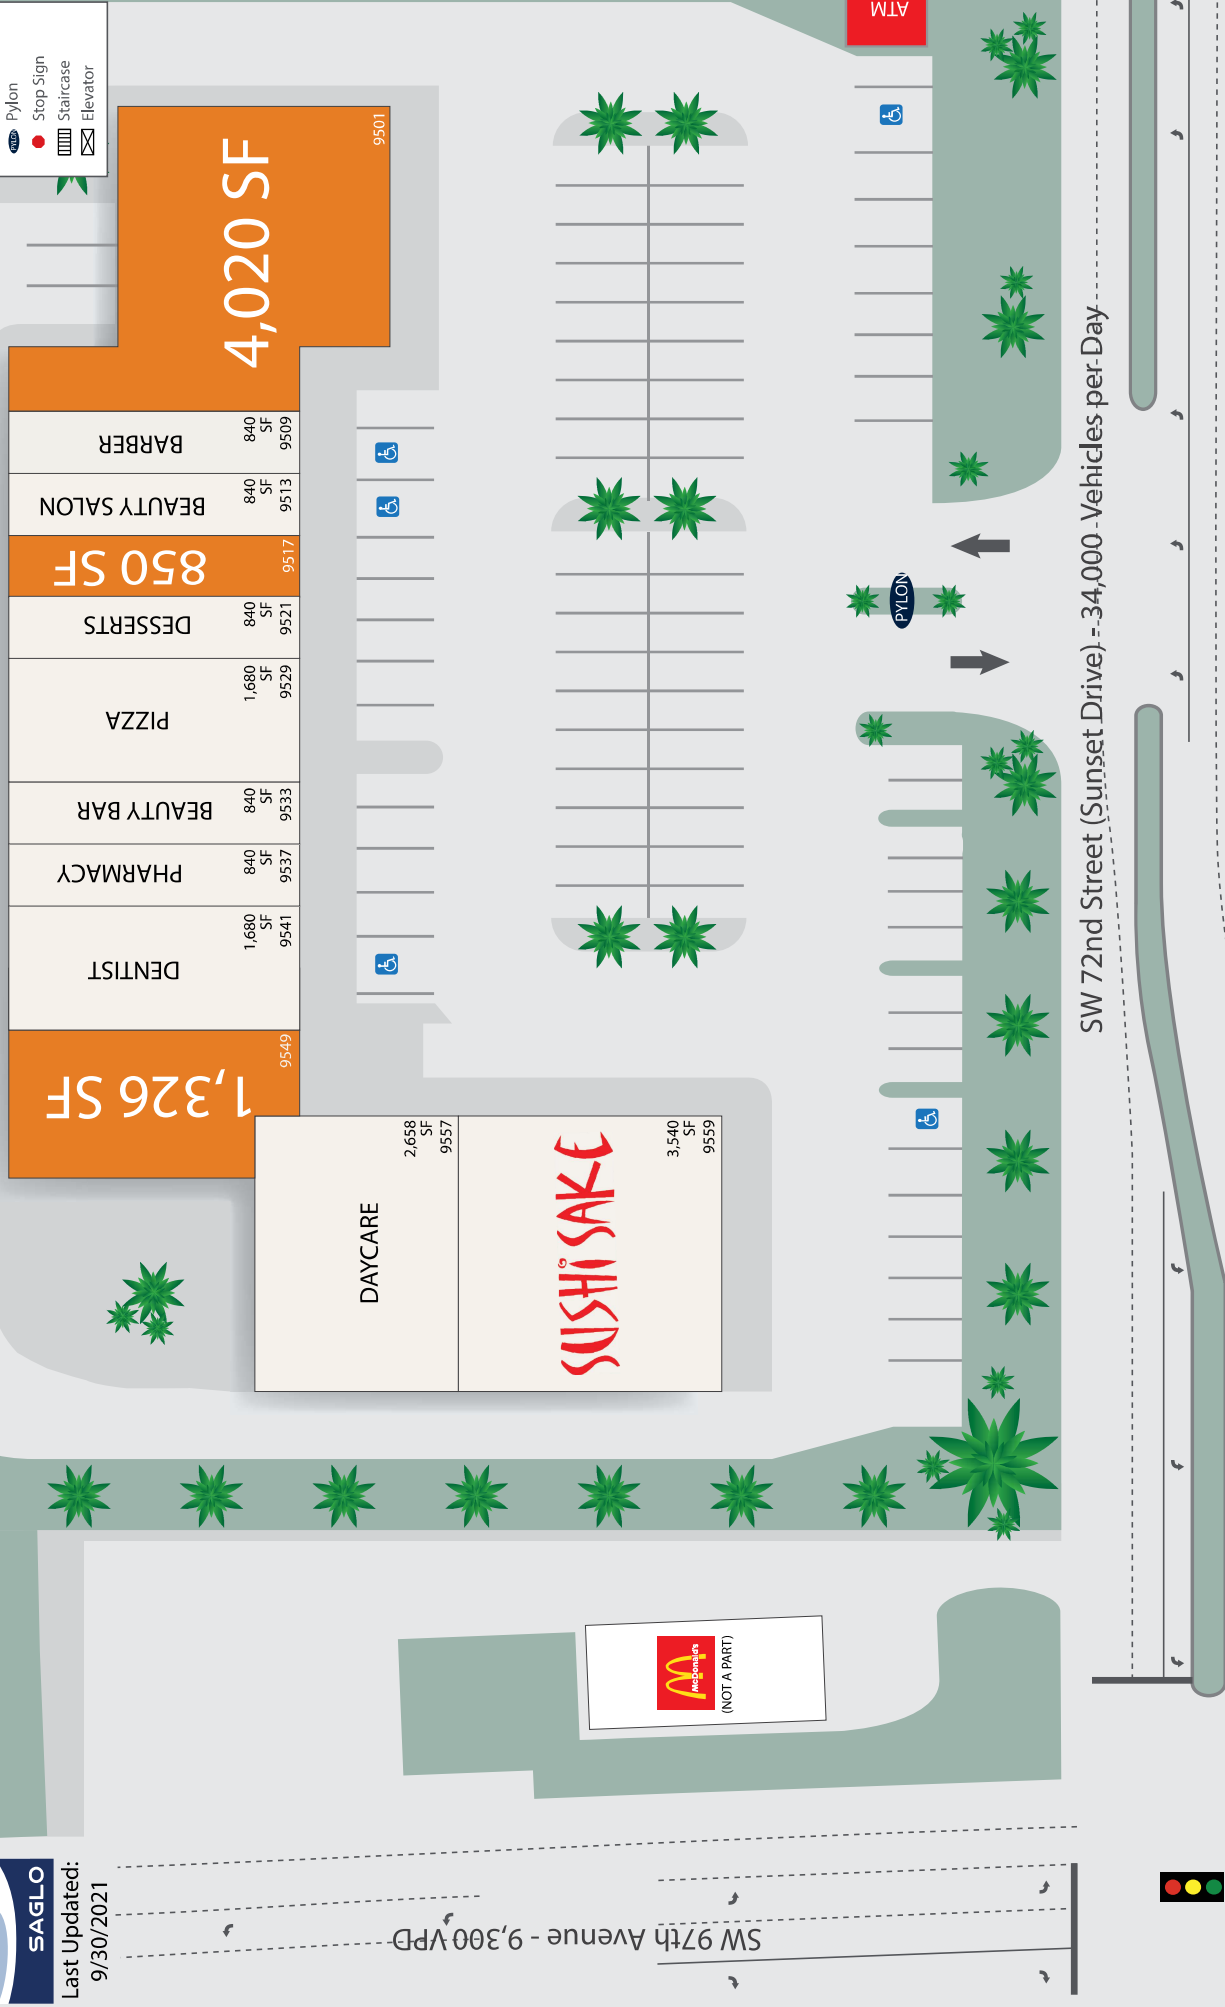 Pylon
PYLON
Stop Sign
Staircase
Elevator
ATM
4,020 SF
9501
BARBER
840
SF
9509
BEAUTY SALON
840
SF
9513
850 SF
9517
DESSERTS
840
SF
9521
PIZZA
1,680
SF
9529
BEAUTY BAR
840
SF
9533
PHARMACY
840
SF
9537
DENTIST
1,680
SF
9541
1,326 SF
9549
DAYCARE
2,658
SF
9557
SUSHI SAKE
3,540
SF
9559
PYLON
SW 72nd Street (Sunset Drive) - 34,000 Vehicles per Day
McDonald's
(NOT A PART)
SW 97th Avenue - 9,300 VPD
SAGLO
Last Updated:
9/30/2021